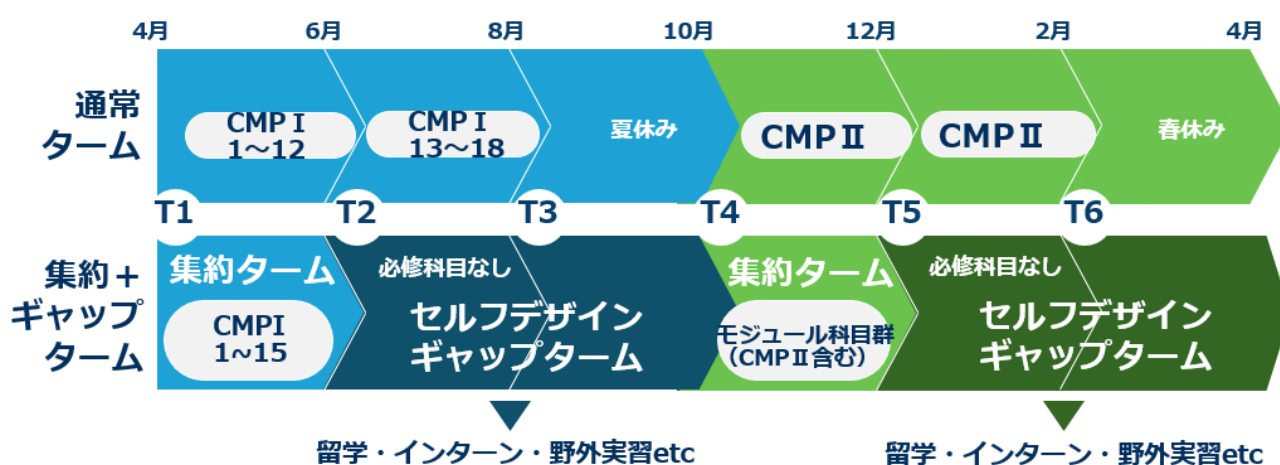 4月 6月 8月 10月 12月 2月 4月
通常
ターム
CMPⅠ
1～12
CMPⅠ
13～18
夏休み
CMPⅡ
CMPⅡ
春休み
T1 T2 T3 T4 T5 T6
集約＋
ギャップ
ターム
集約ターム
CMPI
1~15
必修科目なし
セルフデザイン
ギャップターム
集約ターム
モジュール科目群
（CMPⅡ含む）
必修科目なし
セルフデザイン
ギャップターム
留学・インターン・野外実習etc
留学・インターン・野外実習etc